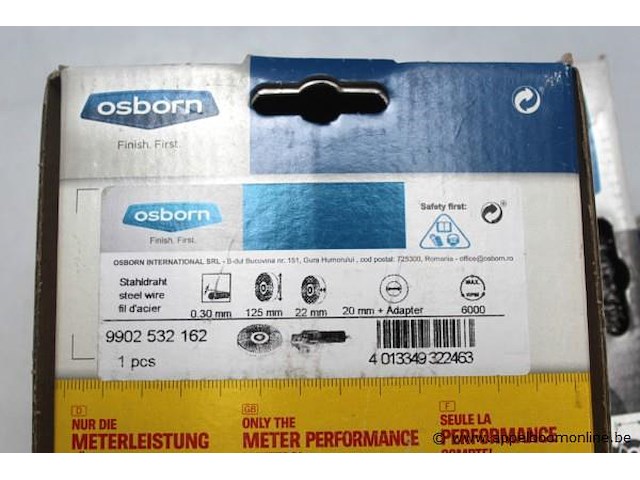 osborn
Finish. First.
osborn
Finish. First.
Safety first:
OSBORN INTERNATIONAL SRL - B-dul Bucovina nr. 151, Gura Humorului, cod postal: 725300, Romania - office@osborn.ro
Stahldraht
steel wire
fil d'acier
0.30 mm 125 mm 22 mm 20 mm + Adapter 6000
MAX.
RPM
9902 532 162
1 pcs
4 013349 322463
D
NUR DIE
METERLEISTUNG
GB
ONLY THE
METER PERFORMANCE
F
SEULE LA
PERFORMANCE
© www.appelboomonline.be